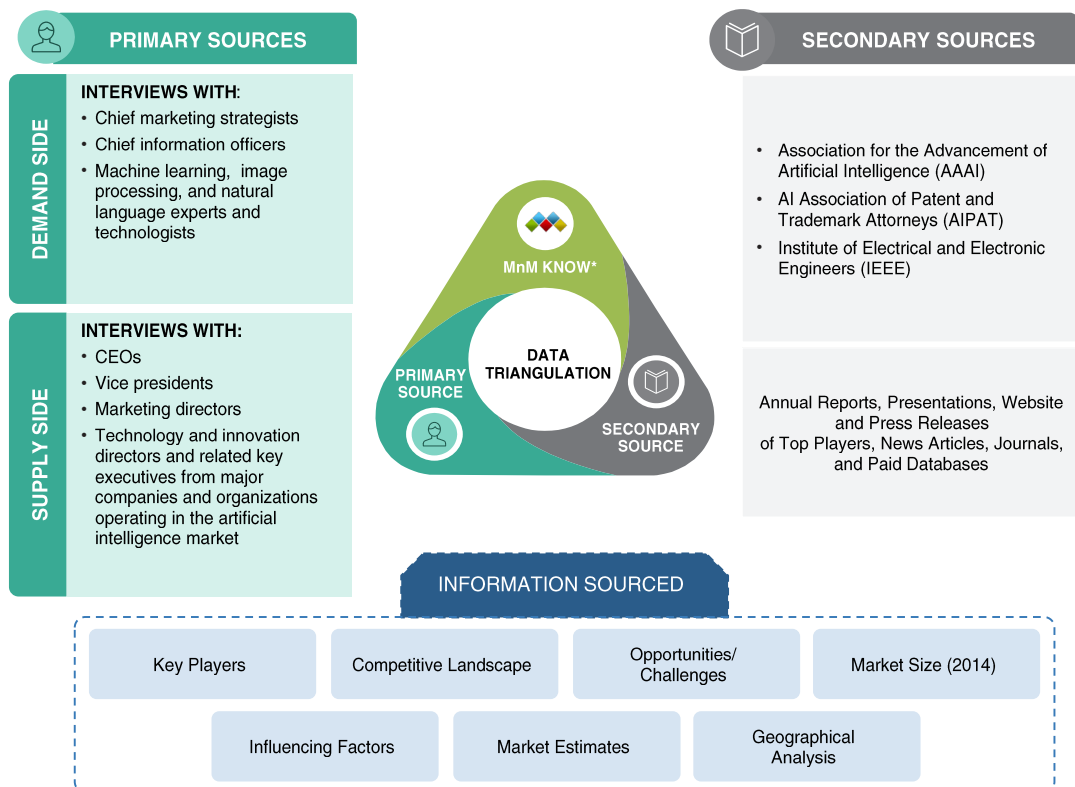 PRIMARY SOURCES
DEMAND SIDE
INTERVIEWS WITH:
• Chief marketing strategists
• Chief information officers
• Machine learning, image
processing, and natural
language experts and
technologists
SUPPLY SIDE
INTERVIEWS WITH:
• CEOs
• Vice presidents
• Marketing directors
• Technology and innovation
directors and related key
executives from major
companies and organizations
operating in the artificial
intelligence market
MnM KNOW*
DATA
TRIANGULATION
PRIMARY
SOURCE
SECONDARY
SOURCE
SECONDARY SOURCES
• Association for the Advancement of
Artificial Intelligence (AAAI)
• AI Association of Patent and
Trademark Attorneys (AIPAT)
• Institute of Electrical and Electronic
Engineers (IEEE)
Annual Reports, Presentations, Website
and Press Releases
of Top Players, News Articles, Journals,
and Paid Databases
INFORMATION SOURCED
Key Players
Competitive Landscape
Opportunities/
Challenges
Market Size (2014)
Influencing Factors
Market Estimates
Geographical
Analysis